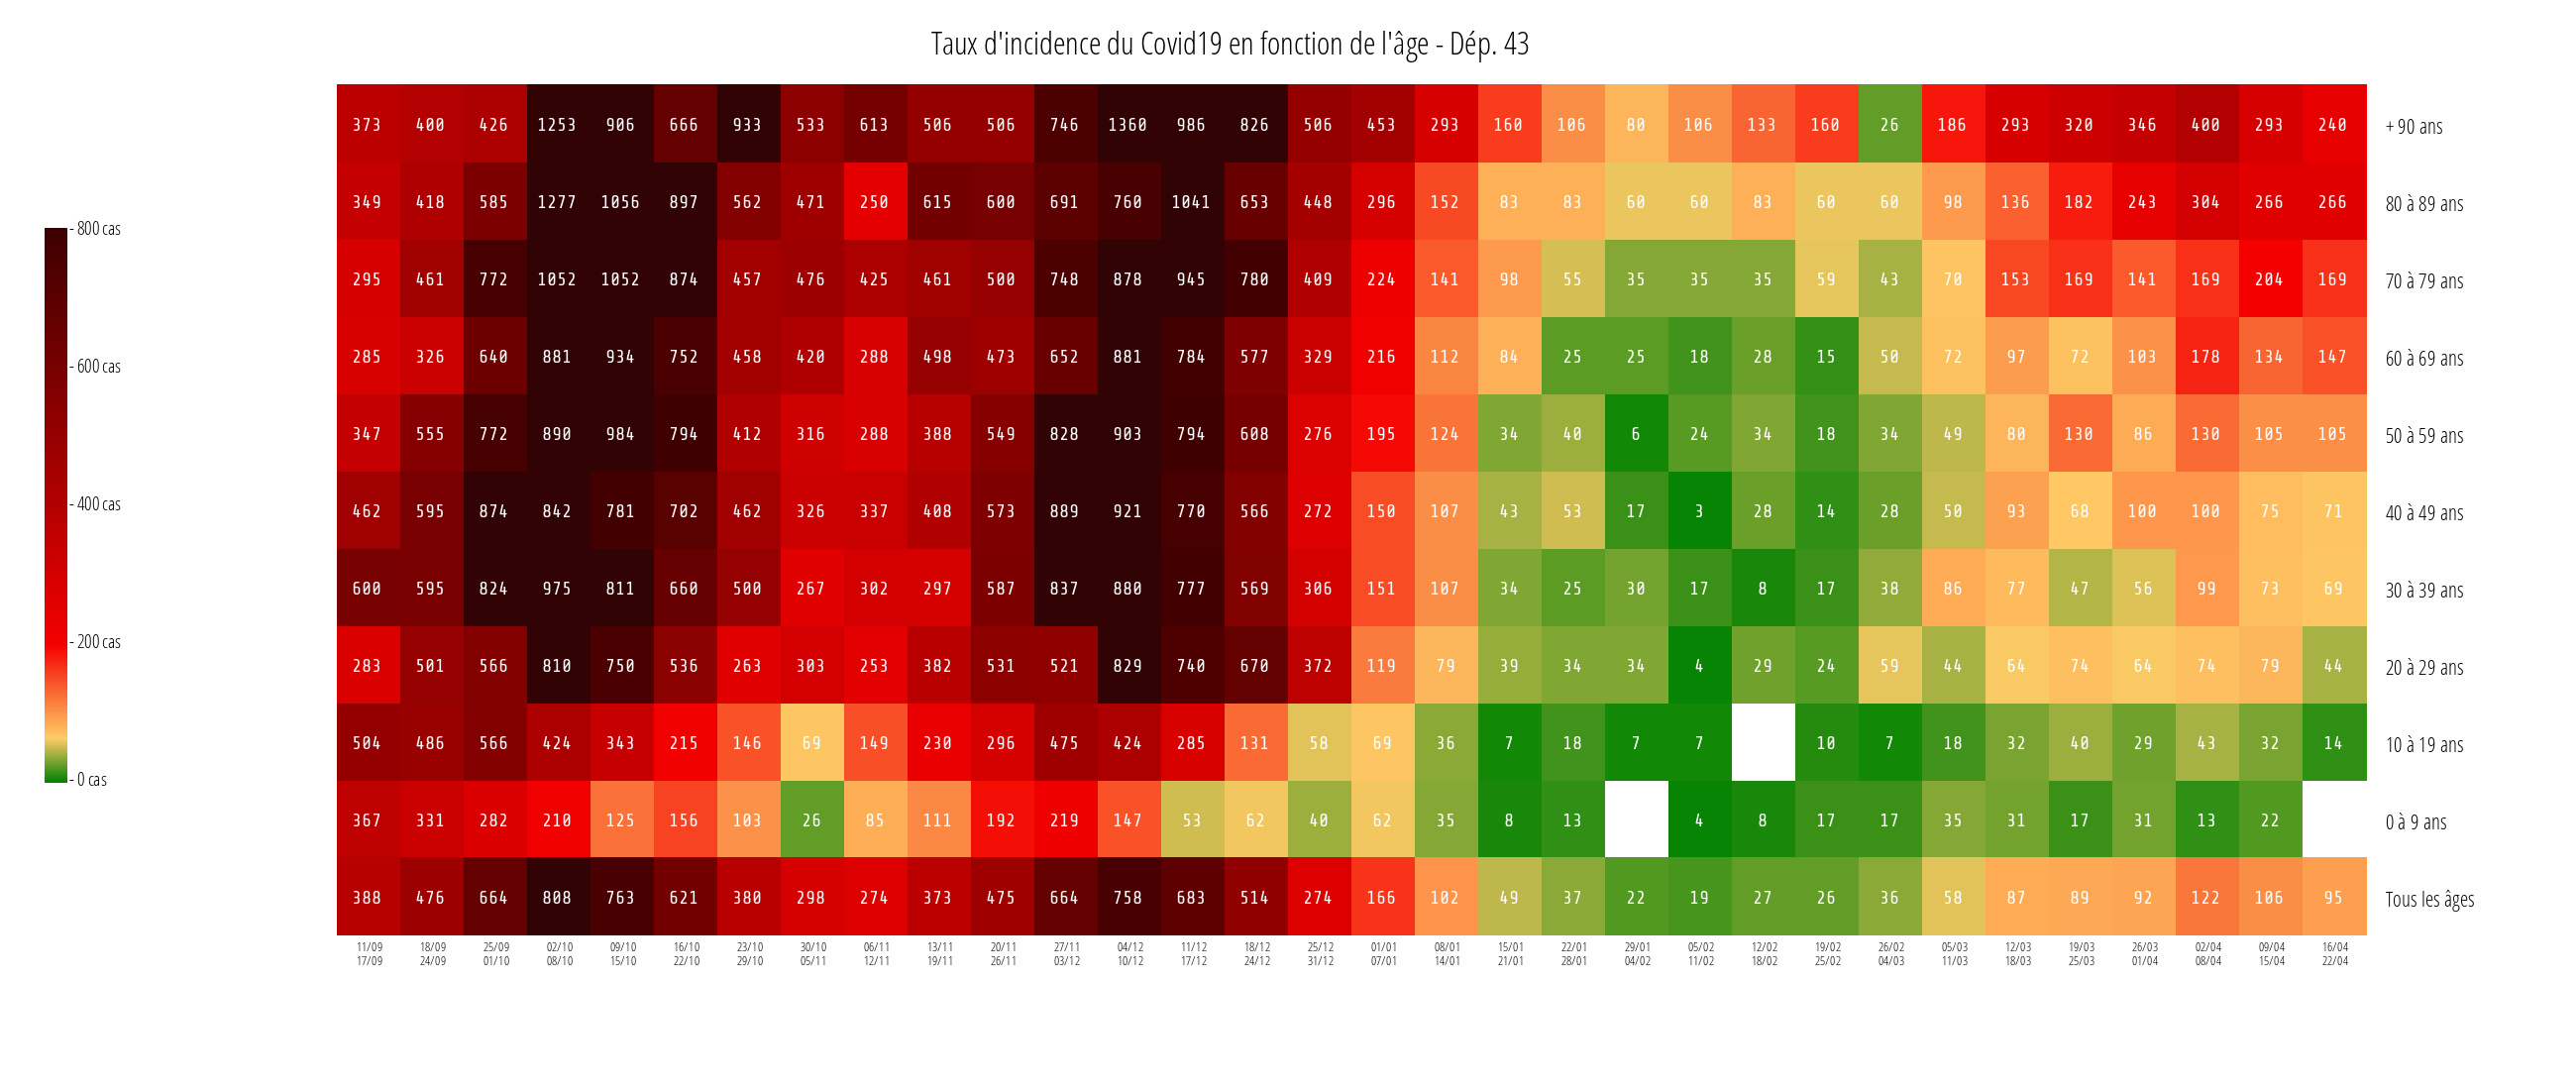 Taux d'incidence du Covid19 en fonction de l'âge - Dép. 43
- 800 cas
- 600 cas
- 400 cas
- 200 cas
- 0 cas
373 400 426 1253 906 666 933 533 613 506 506 746 1360 986 826 506 453 293 160 106 80 106 133 160 26 186 293 320 346 400 293 240 + 90 ans
349 418 585 1277 1056 897 562 471 250 615 600 691 760 1041 653 448 296 152 83 83 60 60 83 60 60 98 136 182 243 304 266 266 80 à 89 ans
295 461 772 1052 1052 874 457 476 425 461 500 748 878 945 780 409 224 141 98 55 35 35 35 59 43 70 153 169 141 169 204 169 70 à 79 ans
285 326 640 881 934 752 458 420 288 498 473 652 881 784 577 329 216 112 84 25 25 18 28 15 50 72 97 72 103 178 134 147 60 à 69 ans
347 555 772 890 984 794 412 316 288 388 549 828 903 794 608 276 195 124 34 40 6 24 34 18 34 49 80 130 86 130 105 105 50 à 59 ans
462 595 874 842 781 702 462 326 337 408 573 889 921 770 566 272 150 107 43 53 17 3 28 14 28 50 93 68 100 100 75 71 40 à 49 ans
600 595 824 975 811 660 500 267 302 297 587 837 880 777 569 306 151 107 34 25 30 17 8 17 38 86 77 47 56 99 73 69 30 à 39 ans
283 501 566 810 750 536 263 303 253 382 531 521 829 740 670 372 119 79 39 34 34 4 29 24 59 44 64 74 64 74 79 44 20 à 29 ans
504 486 566 424 343 215 146 69 149 230 296 475 424 285 131 58 69 36 7 18 7 7 10 7 18 32 40 29 43 32 14 10 à 19 ans
367 331 282 210 125 156 103 26 85 111 192 219 147 53 62 40 62 35 8 13 4 8 17 17 35 31 17 31 13 22 0 à 9 ans
388 476 664 808 763 621 380 298 274 373 475 664 758 683 514 274 166 102 49 37 22 19 27 26 36 58 87 89 92 122 106 95 Tous les âges
11/09 18/09 25/09 02/10 09/10 16/10 23/10 30/10 06/11 13/11 20/11 27/11 04/12 11/12 18/12 25/12 01/01 08/01 15/01 22/01 29/01 05/02 12/02 19/02 26/02 05/03 12/03 19/03 26/03 02/04 09/04 16/04
17/09 24/09 01/10 08/10 15/10 22/10 29/10 05/11 12/11 19/11 26/11 03/12 10/12 17/12 24/12 31/12 07/01 14/01 21/01 28/01 04/02 11/02 18/02 25/02 04/03 11/03 18/03 25/03 01/04 08/04 15/04 22/04